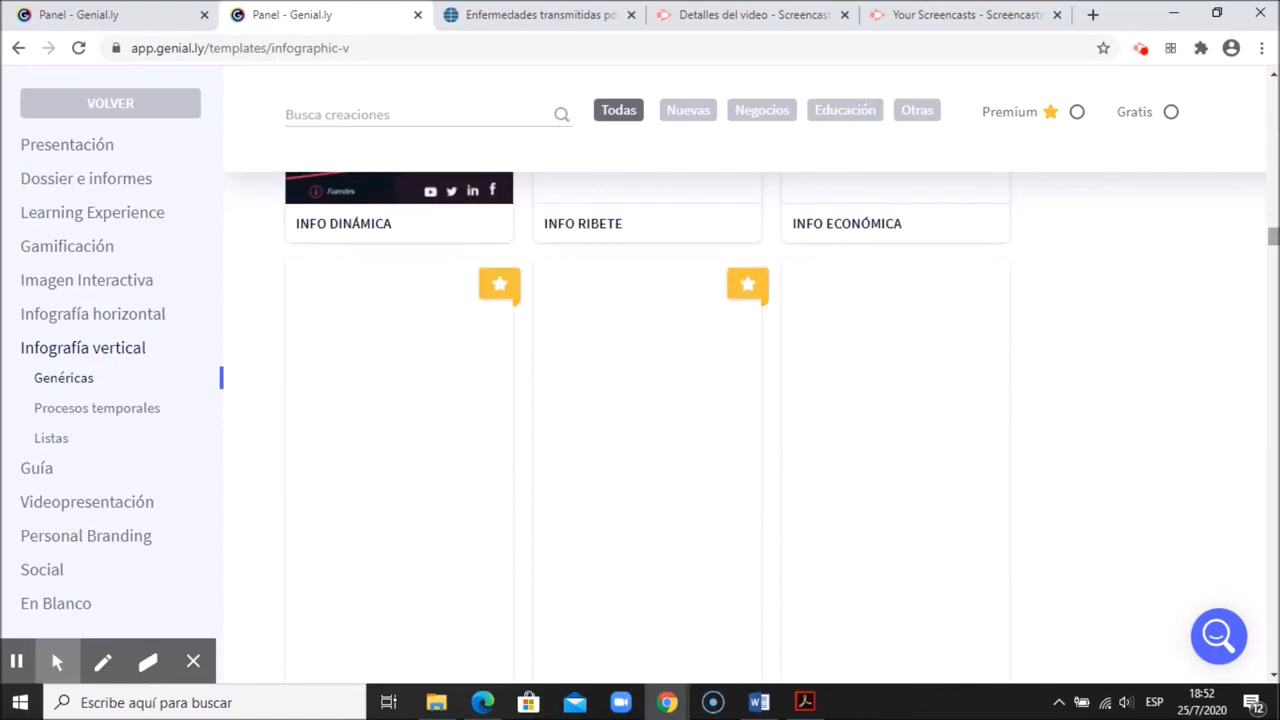 Panel - Genial.ly
Panel - Genial.ly
Enfermedades transmitidas po
Detalles del video - Screencast
Your Screencasts - Screencastm
app.genial.ly/templates/infographic-v
VOLVER
Busca creaciones
Todas
Nuevas
Negocios
Educación
Otras
Premium
Gratis
Presentación
Dossier e informes
Learning Experience
Gamificación
Imagen Interactiva
Infografía horizontal
Infografía vertical
Genéricas
Procesos temporales
Listas
Guía
Videopresentación
Personal Branding
Social
En Blanco
Fuentes
INFO DINÁMICA
INFO RIBETE
INFO ECONÓMICA
Escribe aquí para buscar
ESP
18:52
25/7/2020
12